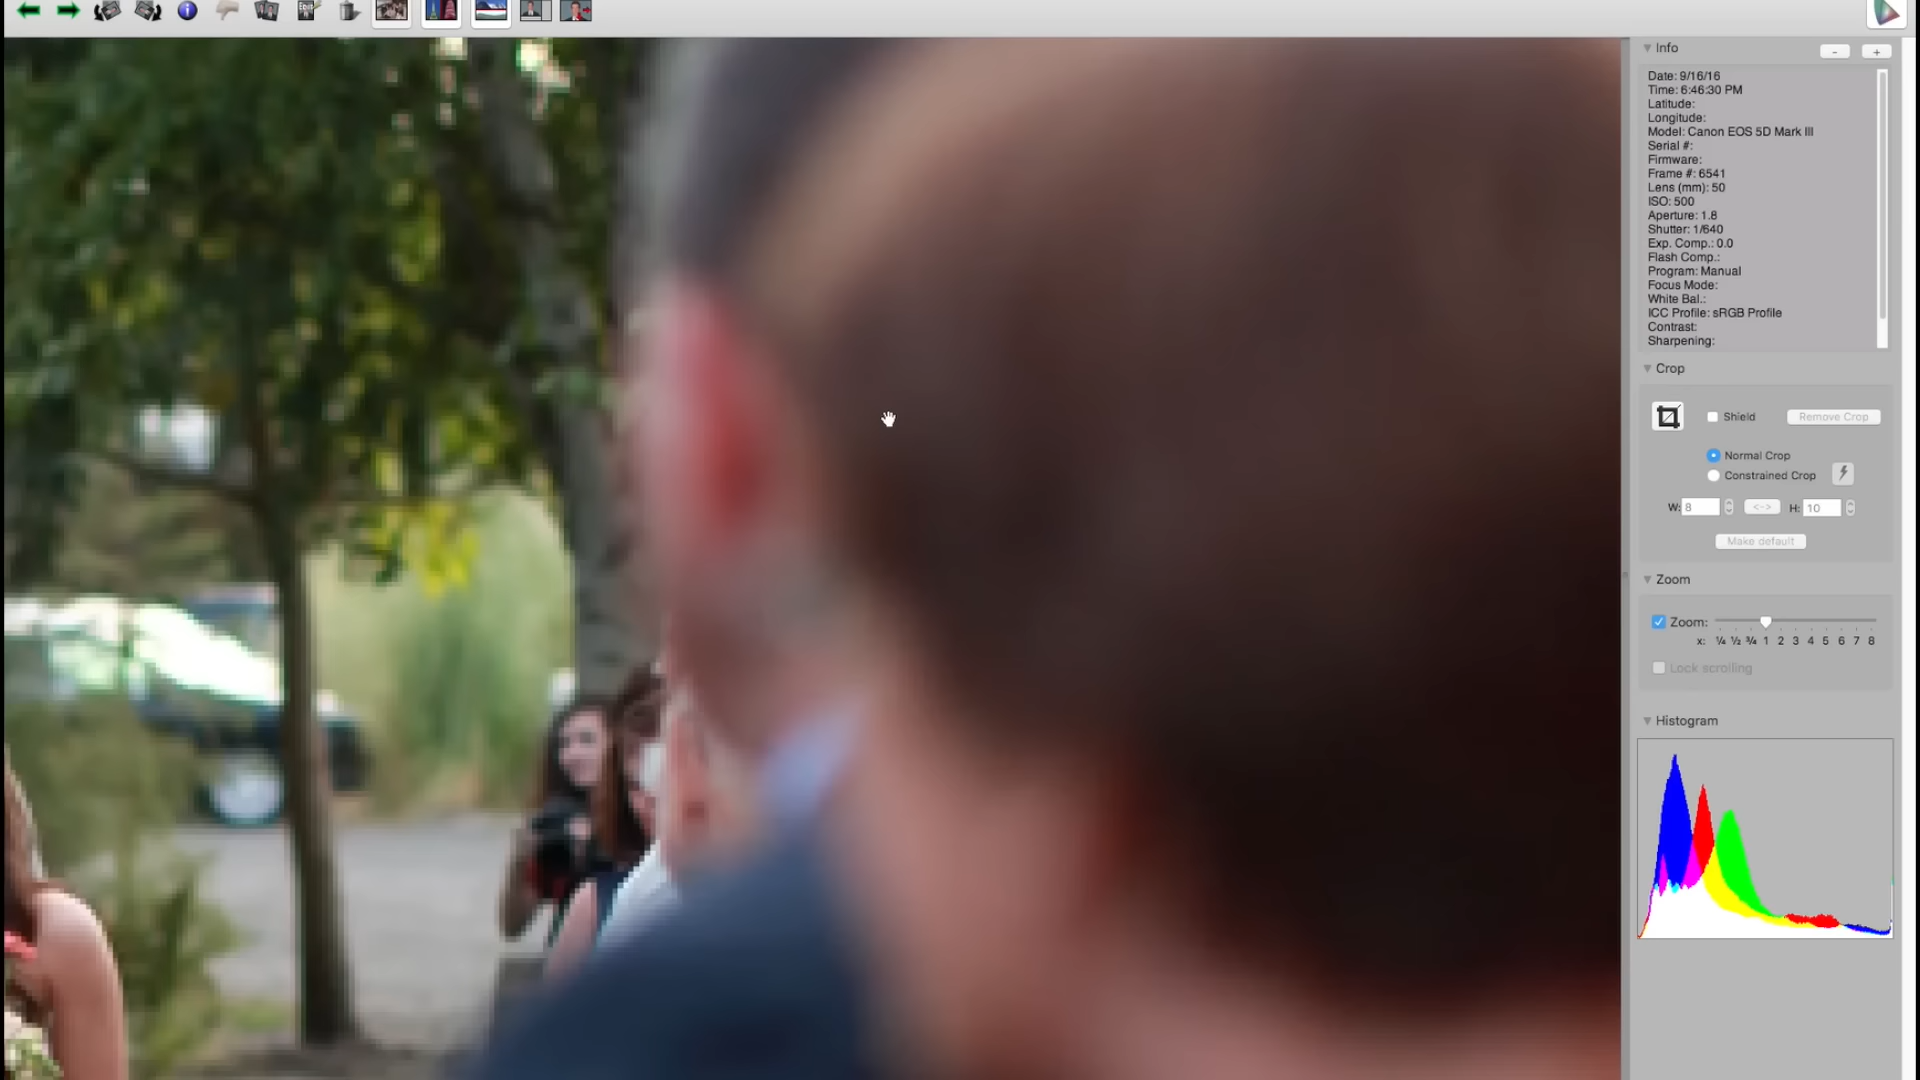 Info
-
+
Date: 9/16/16
Time: 6:46:30 PM
Latitude:
Longitude:
Model: Canon EOS 5D Mark III
Serial #:
Firmware:
Frame #: 6541
Lens (mm): 50
ISO: 500
Aperture: 1.8
Shutter: 1/640
Exp. Comp.: 0.0
Flash Comp.:
Program: Manual
Focus Mode:
White Bal.:
ICC Profile: sRGB Profile
Contrast:
Sharpening:
Crop
Shield
Remove Crop
Normal Crop
Constrained Crop
W: 8 <-> H: 10
Make default
Zoom
Zoom:
x: ¼ ½ ¾ 1 2 3 4 5 6 7 8
Lock scrolling
Histogram